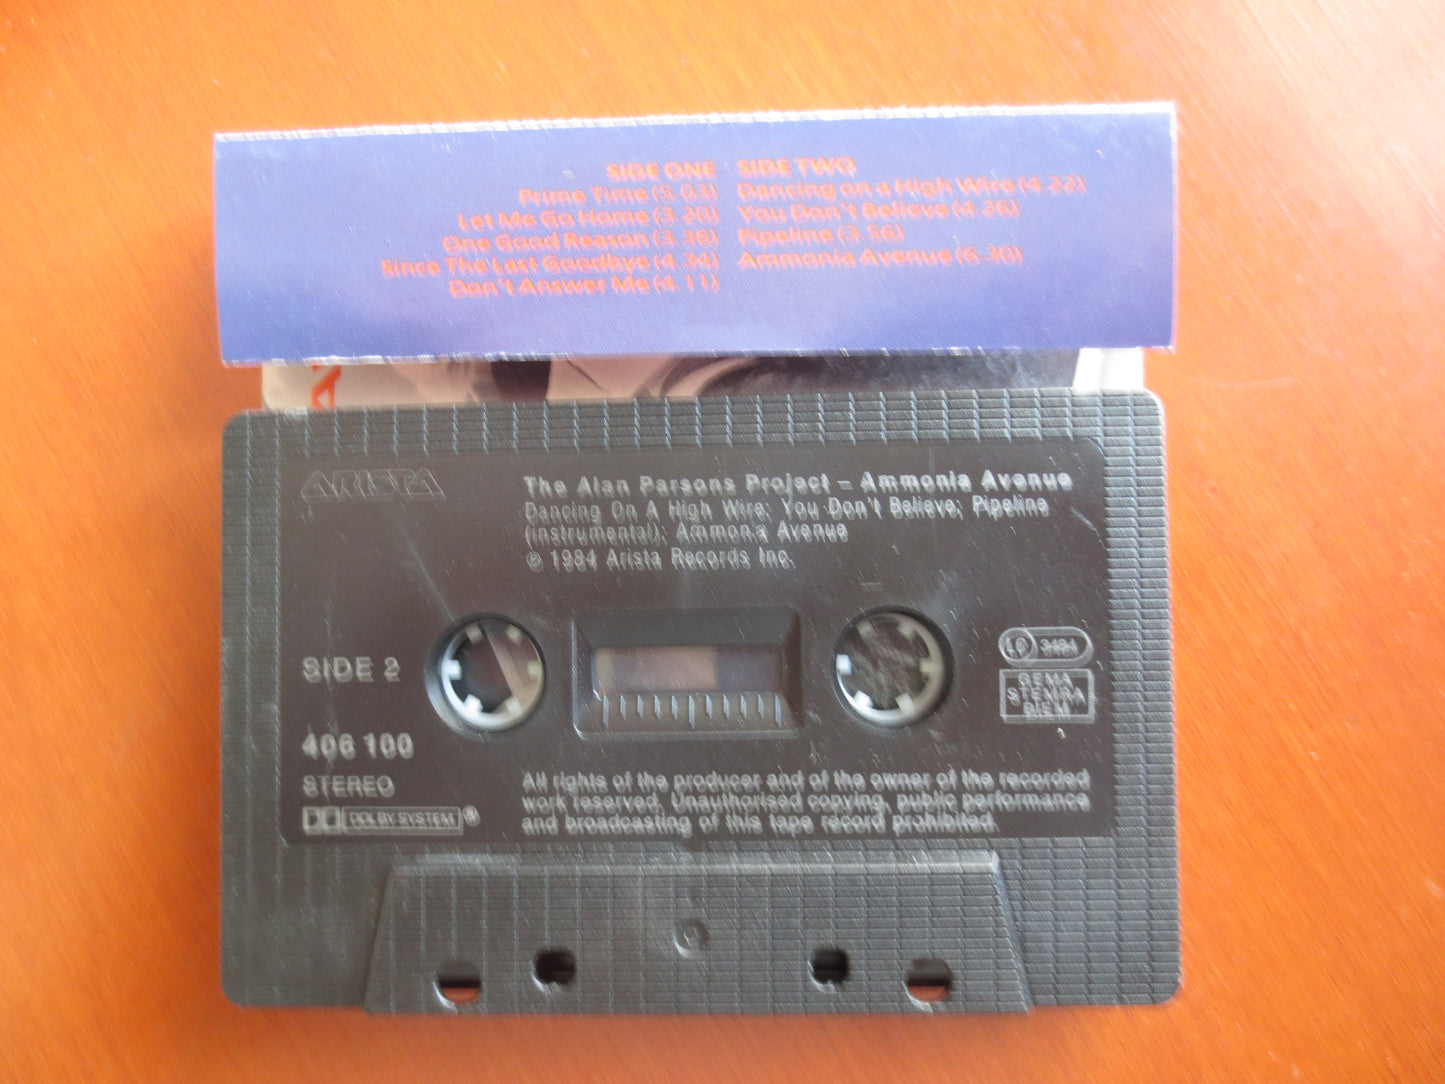 SIDE ONE
Prime Time (5.03)
Let Me Go Home (3.20)
One Good Reason (3.36)
Since The Last Goodbye (4.34)
Don't Answer Me (4.11)
SIDE TWO
Dancing on a High Wire (4.22)
You Don't Believe (4.26)
Pipeline (3.56)
Ammonia Avenue (6.30)
ARISTA
The Alan Parsons Project – Ammonia Avenue
Dancing On A High Wire; You Don't Believe; Pipeline
(instrumental); Ammonia Avenue
℗ 1984 Arista Records Inc.
SIDE 2
406 100
STEREO
DOLBY SYSTEM ®
LC 3484
GEMA
STEMRA
BIEM
All rights of the producer and of the owner of the recorded
work reserved. Unauthorised copying, public performance
and broadcasting of this tape record prohibited.